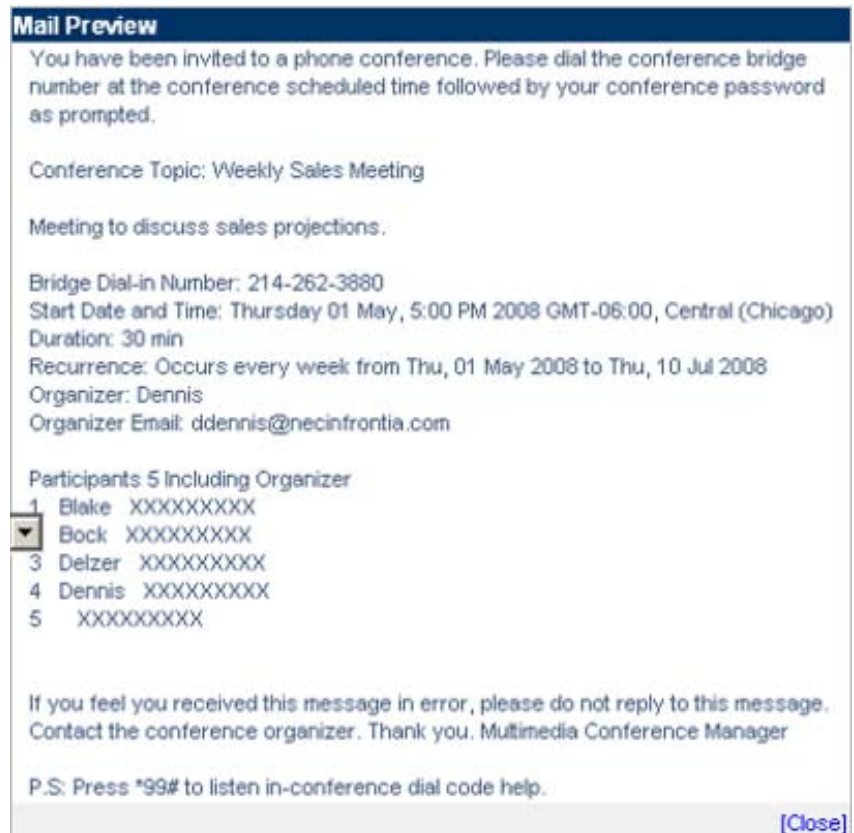 Mail Preview
You have been invited to a phone conference. Please dial the conference bridge
number at the conference scheduled time followed by your conference password
as prompted.
Conference Topic: Weekly Sales Meeting
Meeting to discuss sales projections.
Bridge Dial-in Number: 214-262-3880
Start Date and Time: Thursday 01 May, 5:00 PM 2008 GMT-06:00, Central (Chicago)
Duration: 30 min
Recurrence: Occurs every week from Thu, 01 May 2008 to Thu, 10 Jul 2008
Organizer: Dennis
Organizer Email: ddennis@necinfrontia.com
Participants 5 Including Organizer
1 Blake XXXXXXXXX
Bock XXXXXXXXX
3 Delzer XXXXXXXXX
4 Dennis XXXXXXXXX
5 XXXXXXXXX
If you feel you received this message in error, please do not reply to this message.
Contact the conference organizer. Thank you. Multimedia Conference Manager
P.S: Press *99# to listen in-conference dial code help.
[Close]